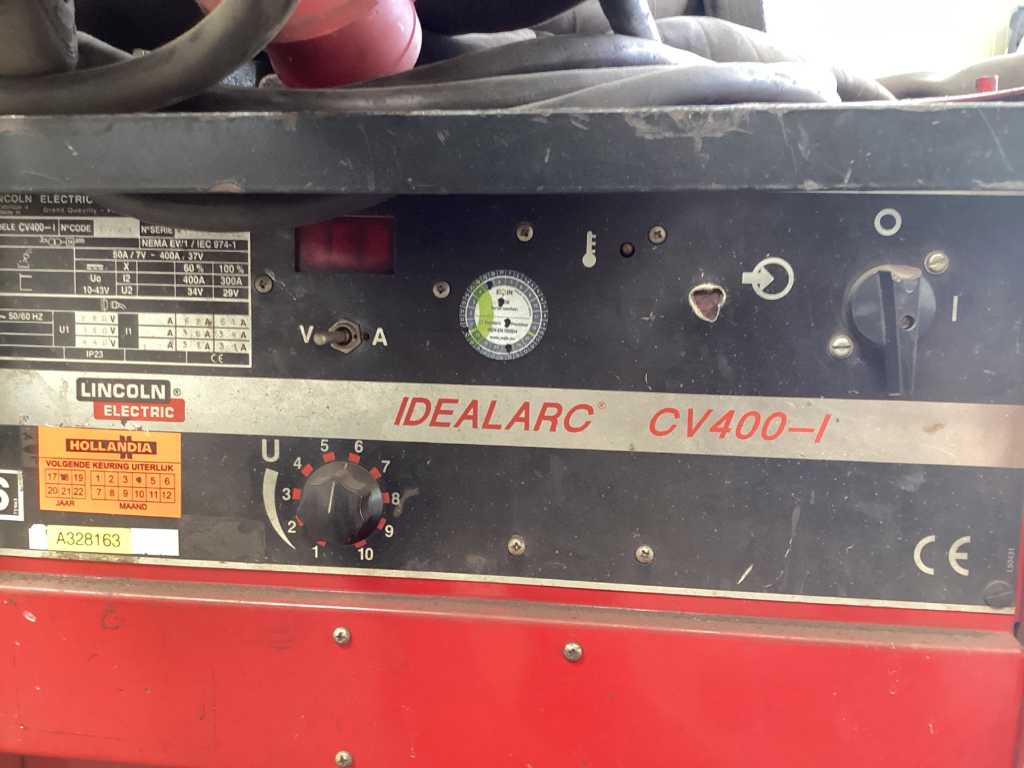 LINCOLN ELECTRIC
CV400-I N°CODE N°SERIE
NEMA EW1 / IEC 974-1
50A / 7V - 400A . 37V
X 60% 100%
Uo I2 400A 300A
10-43V U2 34V 29V
50/60 HZ
U1 I1 A A
IP23 CE
V A
O
I
LINCOLN®
ELECTRIC
IDEALARC® CV400-I
HOLLANDIA
VOLGENDE KEURING UITERLIJK
17 18 19 1 2 3 4 5 6
20 21 22 7 8 9 10 11 12
JAAR MAAND
S
A328163
U
1 2 3 4 5 6 7 8 9 10
CE